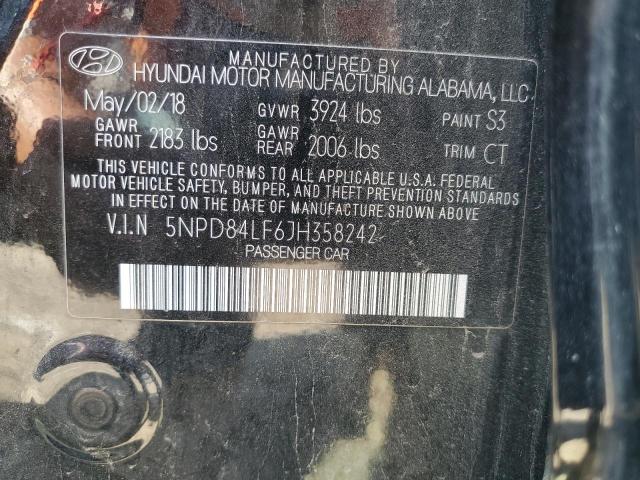 MANUFACTURED BY
HYUNDAI MOTOR MANUFACTURING ALABAMA, LLC
May/02/18 GVWR 3924 lbs PAINT S3
GAWR FRONT 2183 lbs GAWR REAR 2006 lbs TRIM CT
THIS VEHICLE CONFORMS TO ALL APPLICABLE U.S.A. FEDERAL
MOTOR VEHICLE SAFETY, BUMPER, AND THEFT PREVENTION STANDARDS
IN EFFECT ON THE DATE OF MANUFACTURE SHOWN ABOVE.
V.I.N 5NPD84LF6JH358242
PASSENGER CAR